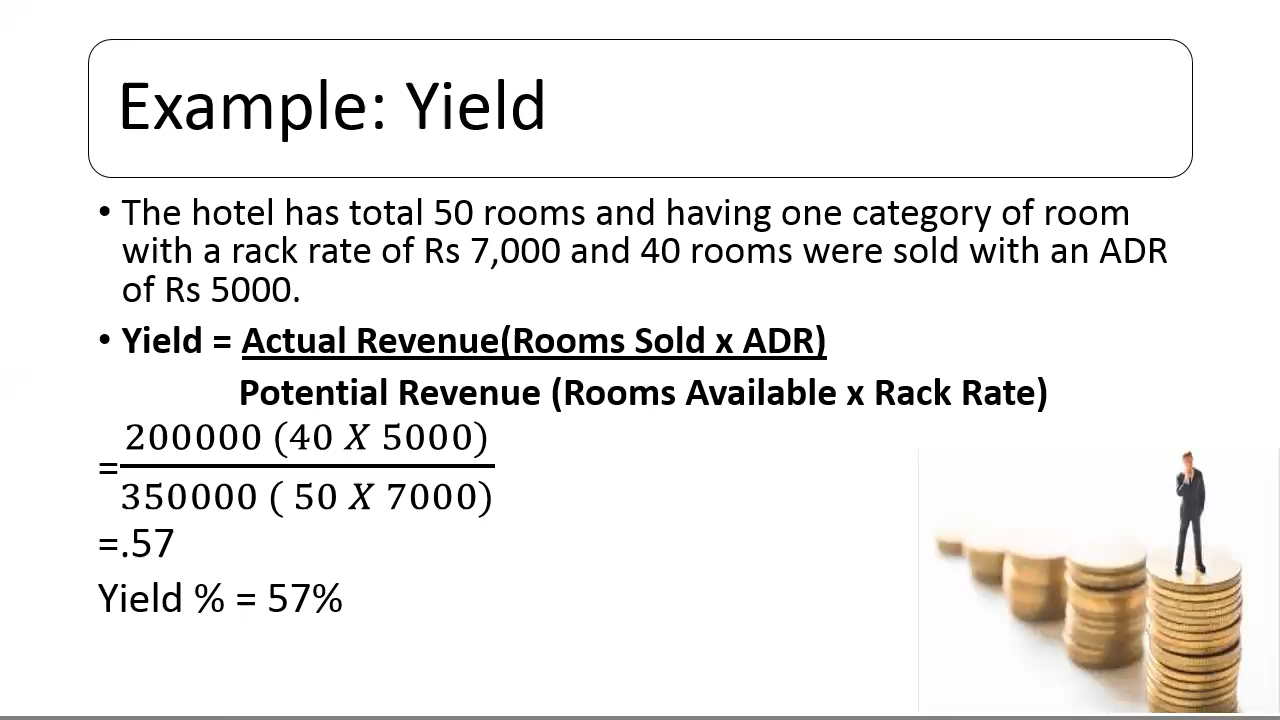 Example: Yield
• The hotel has total 50 rooms and having one category of room
with a rack rate of Rs 7,000 and 40 rooms were sold with an ADR
of Rs 5000.
• Yield = Actual Revenue(Rooms Sold x ADR)
Potential Revenue (Rooms Available x Rack Rate)
200000 (40 X 5000)
=
350000 ( 50 X 7000)
=.57
Yield % = 57%